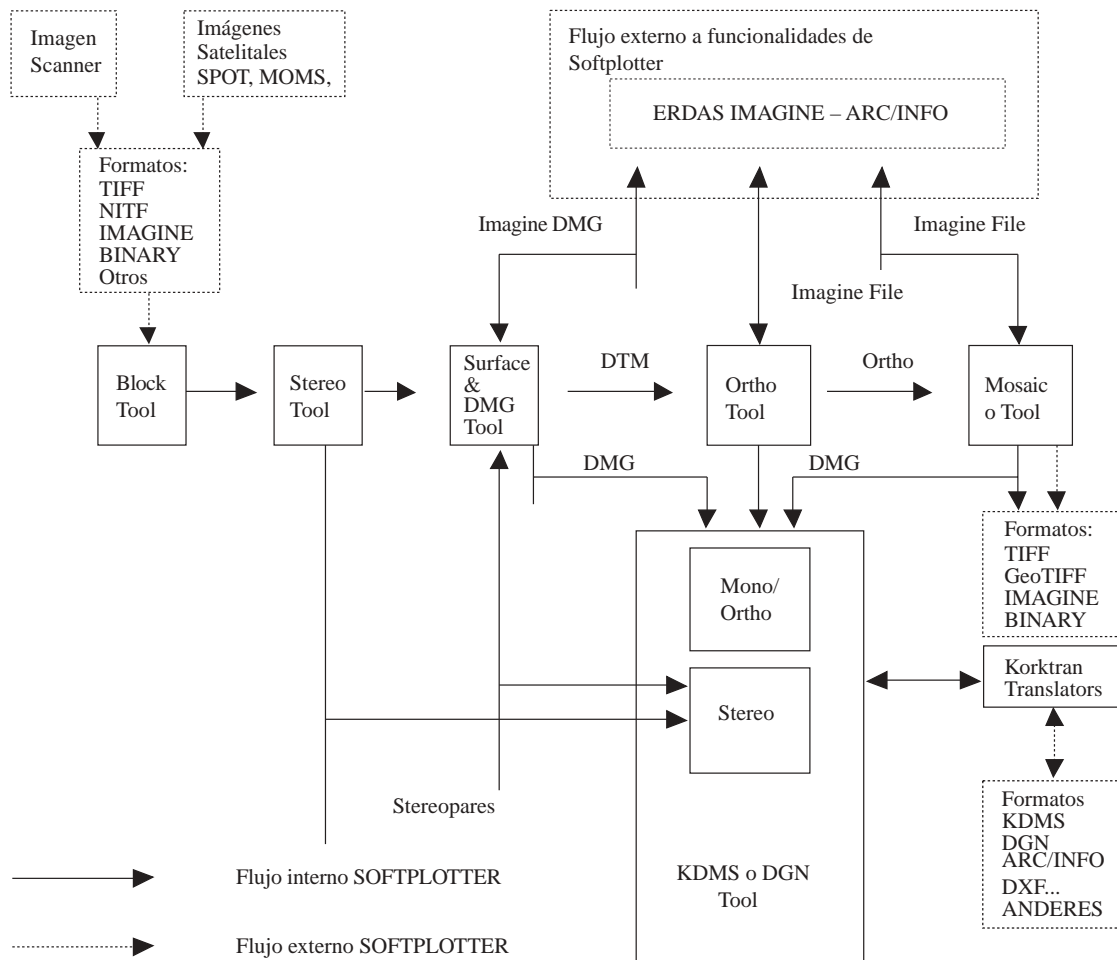 Imagen
Scanner
Imágenes
Satelitales
SPOT, MOMS,
Flujo externo a funcionalidades de
Softplotter
ERDAS IMAGINE – ARC/INFO
Formatos:
TIFF
NITF
IMAGINE
BINARY
Otros
Imagine DMG
Imagine File
Imagine File
Block
Tool
Stereo
Tool
Surface
&
DMG
Tool
DTM
Ortho
Tool
Ortho
Mosaic
o Tool
DMG
DMG
Formatos:
TIFF
GeoTIFF
IMAGINE
BINARY
Mono/
Ortho
Stereo
Korktran
Translators
Stereopares
Formatos
KDMS
DGN
ARC/INFO
DXF...
ANDERES
KDMS o DGN
Tool
Flujo interno SOFTPLOTTER
Flujo externo SOFTPLOTTER